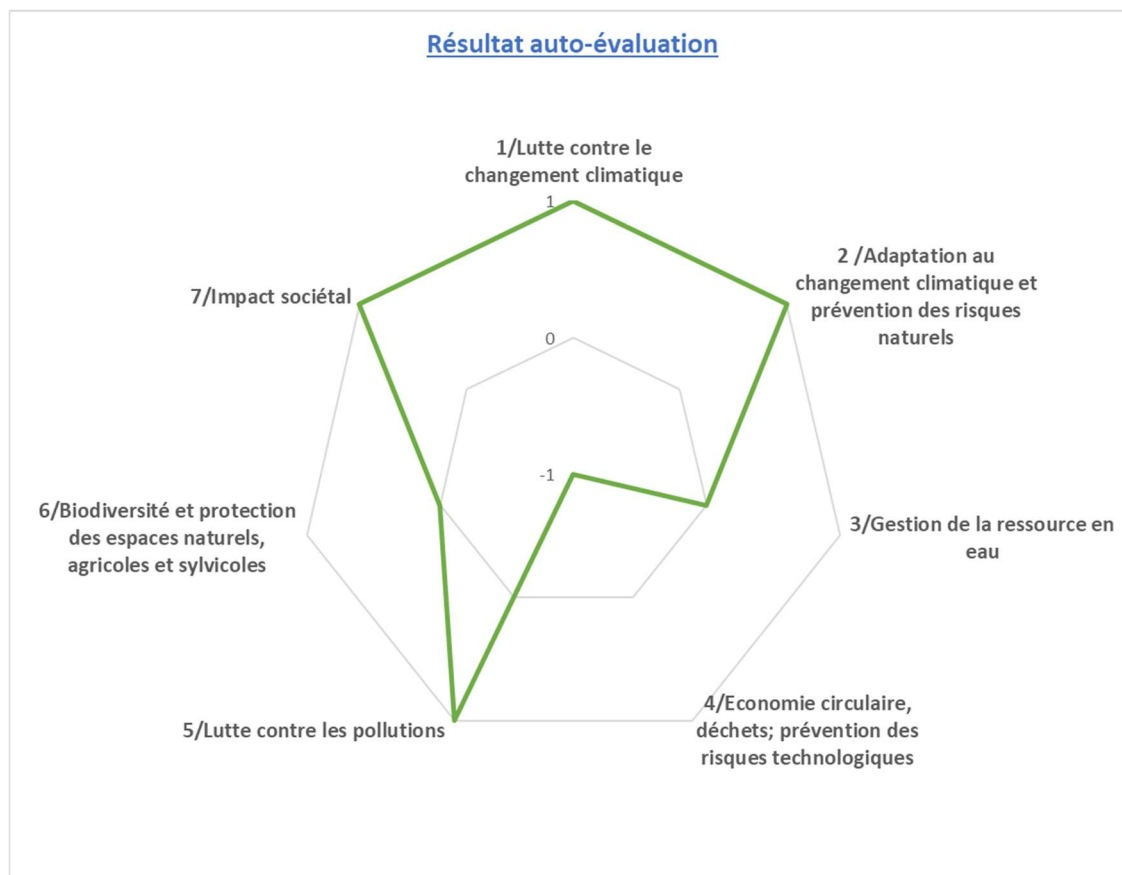 Résultat auto-évaluation
1/Lutte contre le
changement climatique
1
2 /Adaptation au
changement climatique et
prévention des risques
naturels
7/Impact sociétal
0
-1
6/Biodiversité et protection
des espaces naturels,
agricoles et sylvicoles
3/Gestion de la ressource en
eau
4/Economie circulaire,
déchets; prévention des
risques technologiques
5/Lutte contre les pollutions